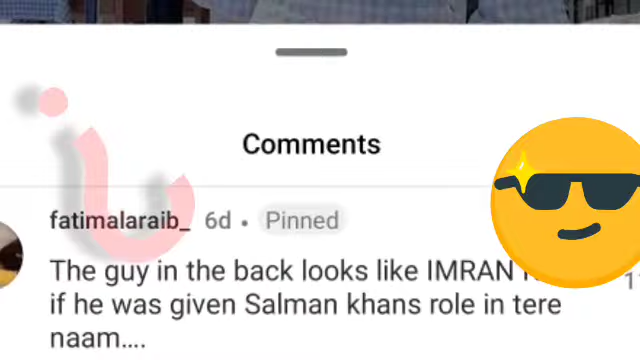 Comments
fatimalaraib_ 6d • Pinned
The guy in the back looks like IMRAN
if he was given Salman khans role in tere
naam....